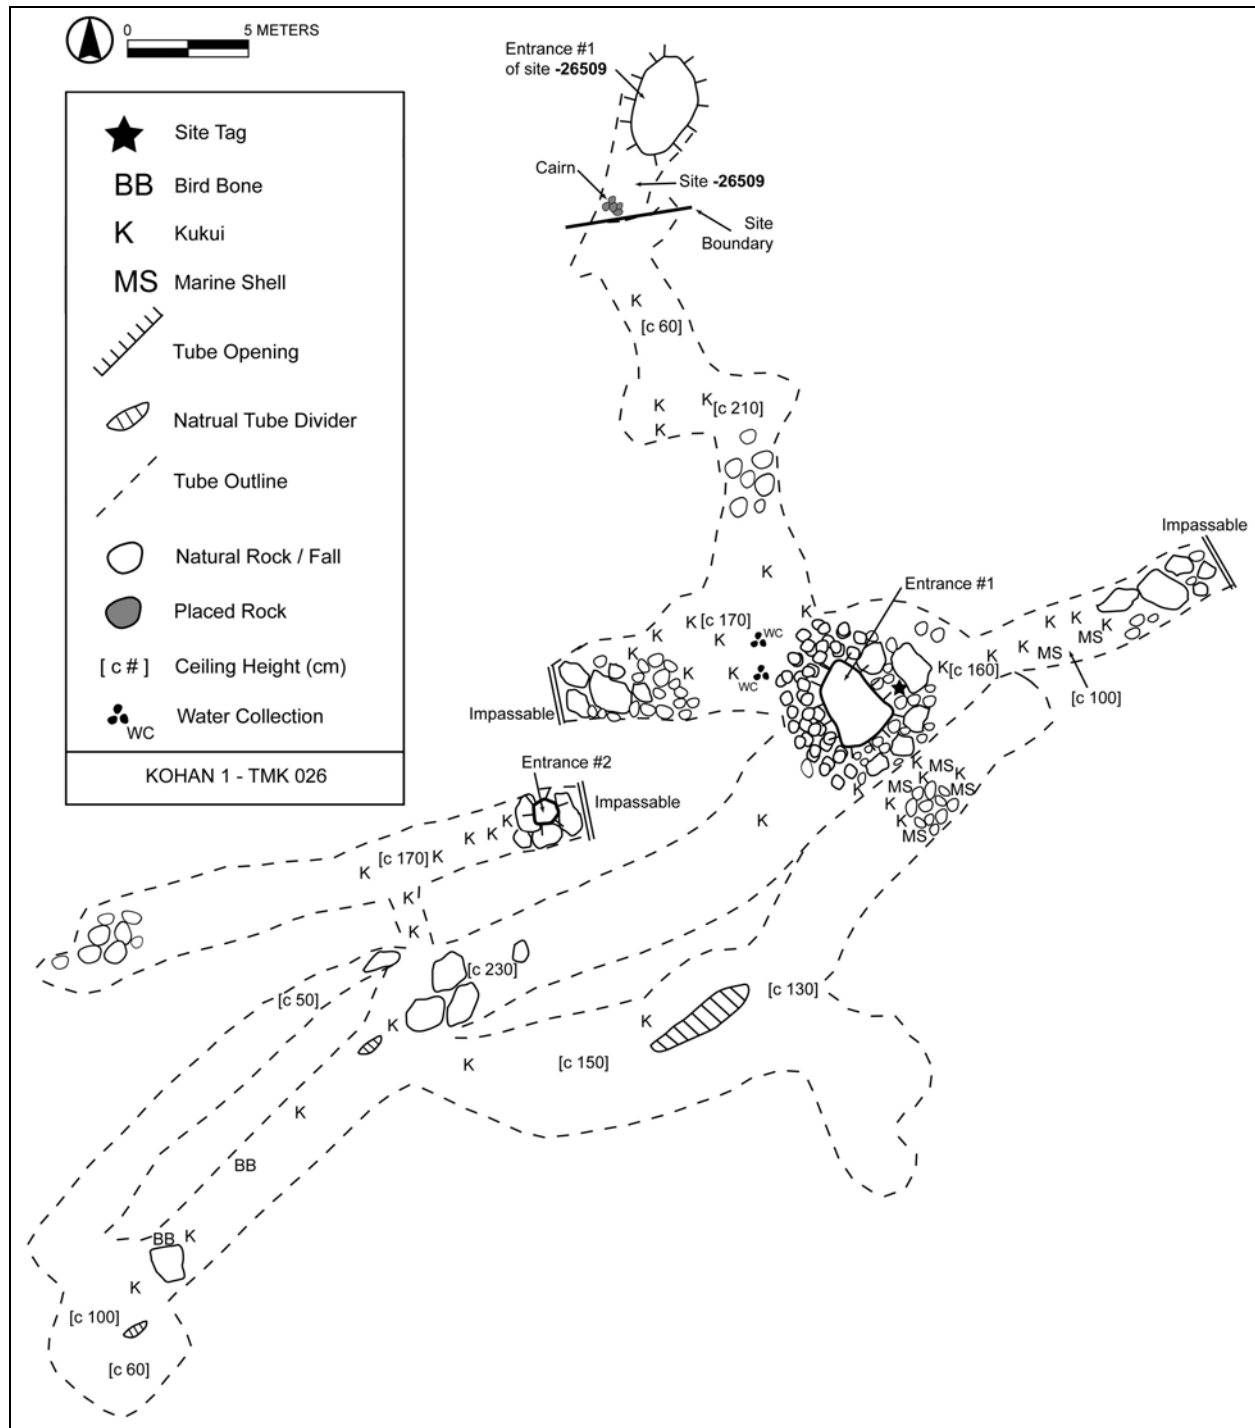 0
5 METERS
Site Tag
BB Bird Bone
K Kukui
MS Marine Shell
Tube Opening
Natrual Tube Divider
Tube Outline
Natural Rock / Fall
Placed Rock
[ c # ] Ceiling Height (cm)
WC Water Collection
KOHAN 1 - TMK 026
Entrance #1
of site -26509
Cairn
Site -26509
Site
Boundary
K
[c 60]
K
K
[c 210]
K
Impassable
K
Entrance #1
K
K
[c 170]
K
K
WC
K
K
K
WC
K
K
K
MS
K
MS
K
K
[c 160]
[c 100]
Impassable
Entrance #2
Impassable
K
K
MS
K
K
MS
MS
K
K
MS
K
K
K
K
K
[c 170]
K
K
K
K
[c 230]
[c 50]
K
K
[c 130]
K
[c 150]
K
BB
BB
K
K
[c 100]
[c 60]